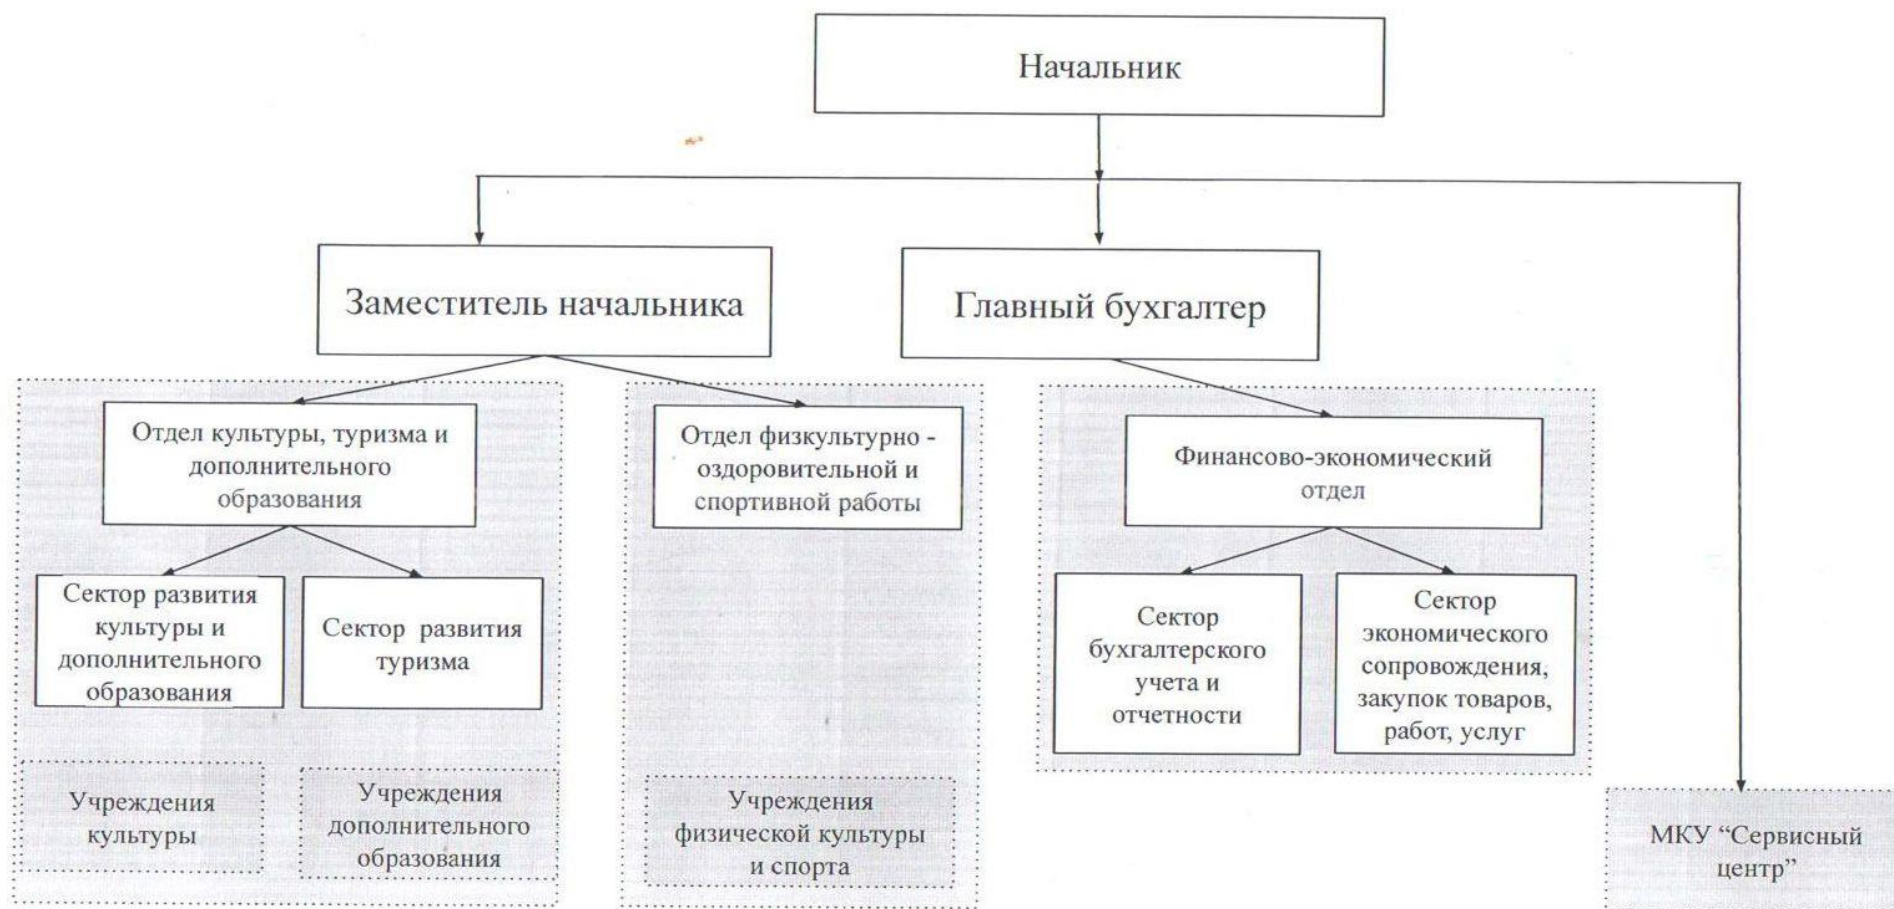 Начальник
Заместитель начальника
Главный бухгалтер
Отдел культуры, туризма и
дополнительного
образования
Отдел физкультурно -
оздоровительной и
спортивной работы
Финансово-экономический
отдел
Сектор развития
культуры и
дополнительного
образования
Сектор развития
туризма
Сектор
бухгалтерского
учета и
отчетности
Сектор
экономического
сопровождения,
закупок товаров,
работ, услуг
Учреждения
культуры
Учреждения
дополнительного
образования
Учреждения
физической культуры
и спорта
МКУ “Сервисный
центр”